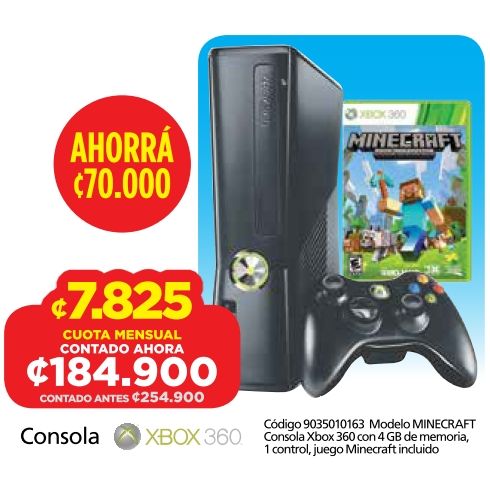 AHORRÁ
¢70.000
XBOX 360
MINECRAFT
¢7.825
CUOTA MENSUAL
CONTADO AHORA
¢184.900
CONTADO ANTES ¢254.900
Consola XBOX 360
Código 9035010163 Modelo MINECRAFT
Consola Xbox 360 con 4 GB de memoria,
1 control, juego Minecraft incluido